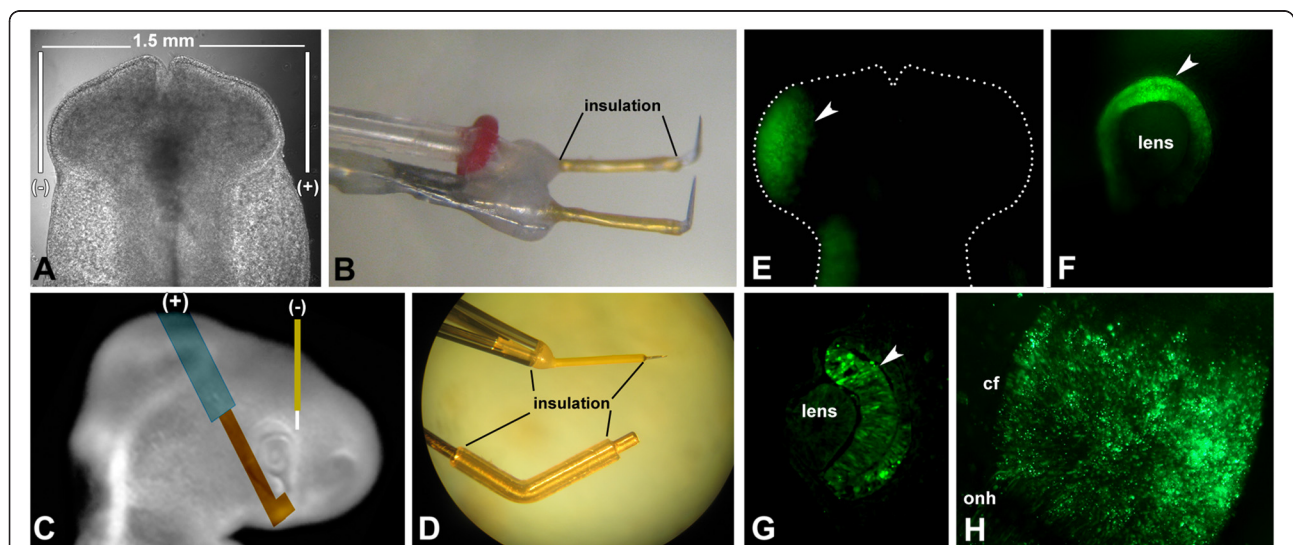 1.5 mm
(-)
(+)
A
insulation
B
E
lens
F
(+)
(-)
C
insulation
D
lens
G
cf
onh
H